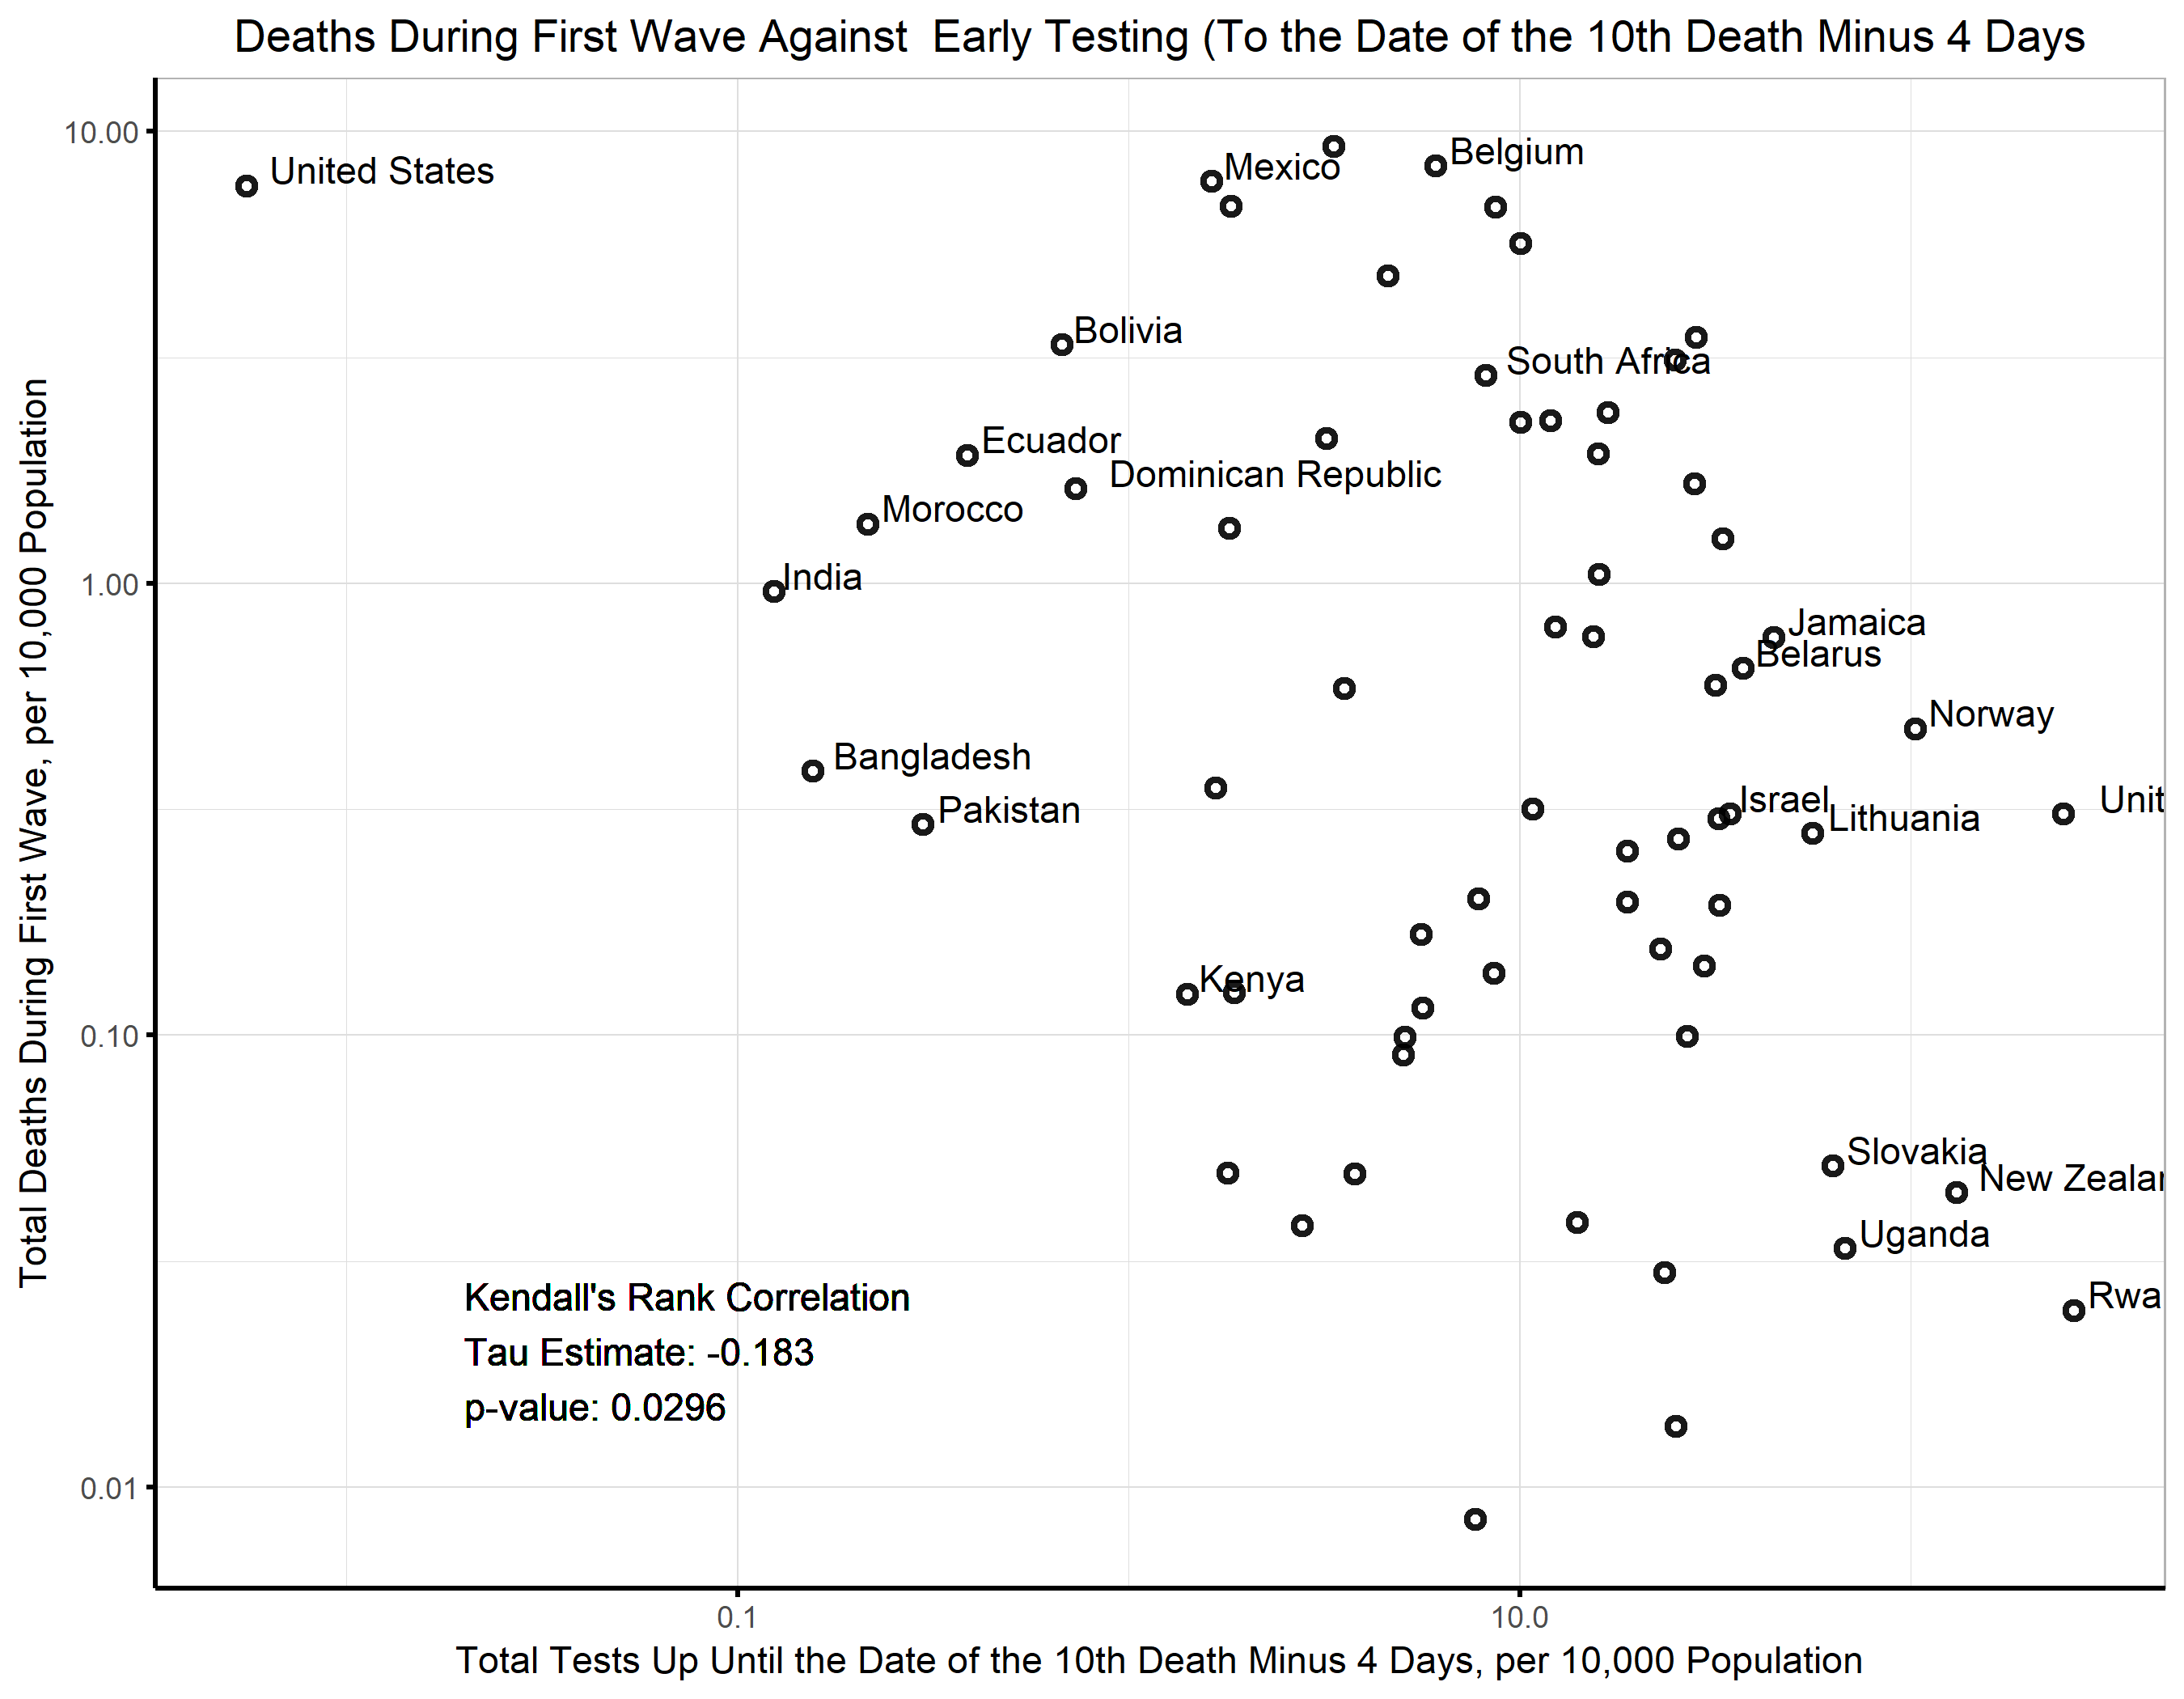 Deaths During First Wave Against  Early Testing (To the Date of the 10th Death Minus 4 Days
10.00
1.00
0.10
0.01
Total Deaths During First Wave, per 10,000 Population
United States
Mexico
Belgium
Bolivia
South Africa
Ecuador
Dominican Republic
Morocco
India
Jamaica
Belarus
Norway
Bangladesh
Pakistan
Israel
Lithuania
Unit
Kenya
Slovakia
New Zealan
Uganda
Rwa
Kendall's Rank Correlation
Tau Estimate: -0.183
p-value: 0.0296
0.1
10.0
Total Tests Up Until the Date of the 10th Death Minus 4 Days, per 10,000 Population